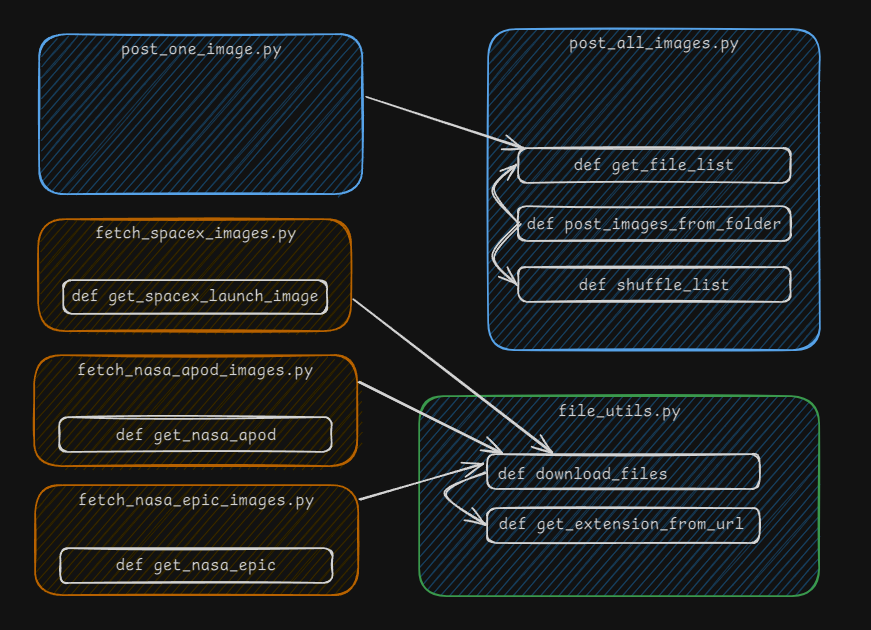 post_one_image.py
post_all_images.py
def get_file_list
def post_images_from_folder
def shuffle_list
fetch_spacex_images.py
def get_spacex_launch_image
fetch_nasa_apod_images.py
def get_nasa_apod
fetch_nasa_epic_images.py
def get_nasa_epic
file_utils.py
def download_files
def get_extension_from_url